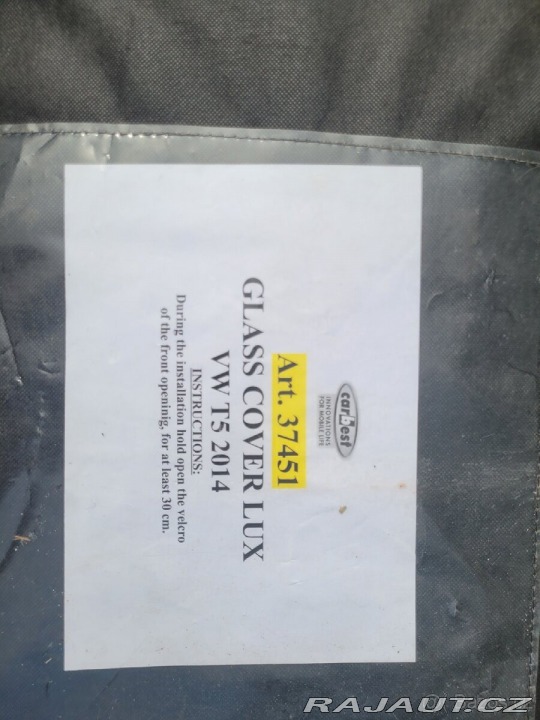 carbest
INNOVATIONS
FOR MOBILE LIFE
Art. 37451
GLASS COVER LUX
VW T5 2014
INSTRUCTIONS:
During the installation hold open the velcro
of the front openinig, for at least 30 cm.
RAJAUT.CZ